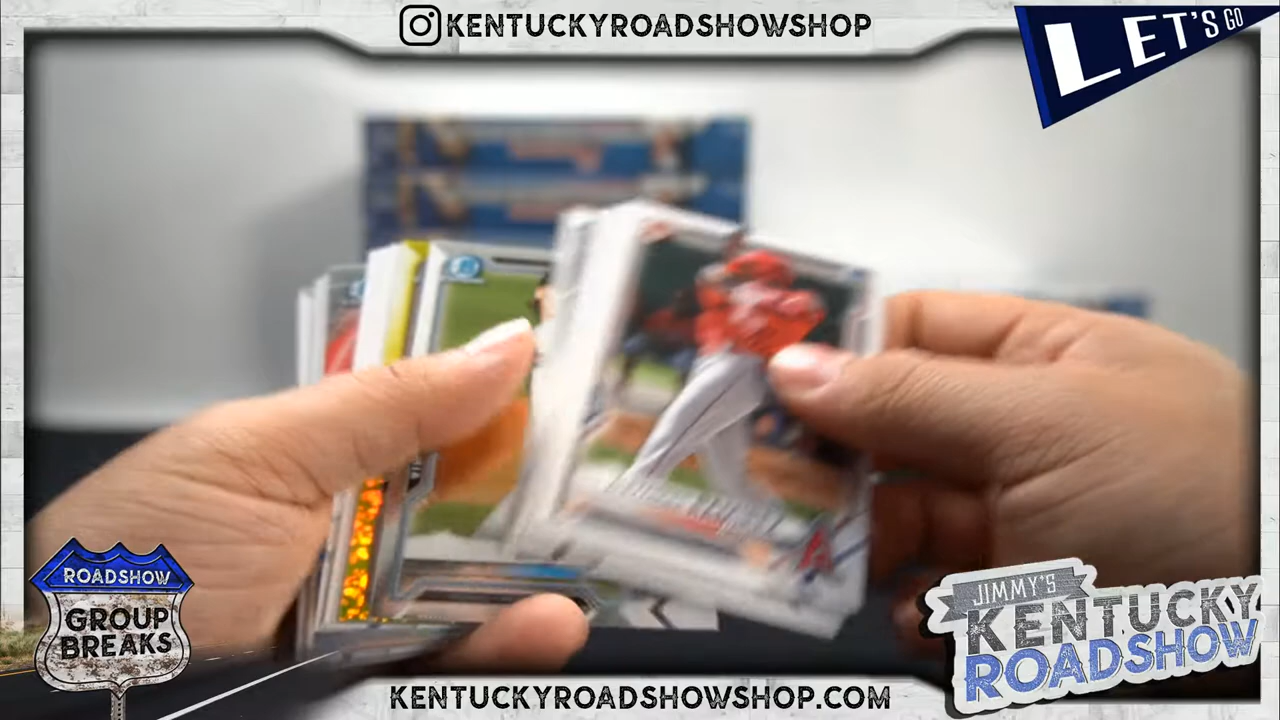 KENTUCKYROADSHOWSHOP
LET'S GO
ROADSHOW
GROUP
BREAKS
JIMMY'S
KENTUCKY
ROADSHOW
KENTUCKYROADSHOWSHOP.COM